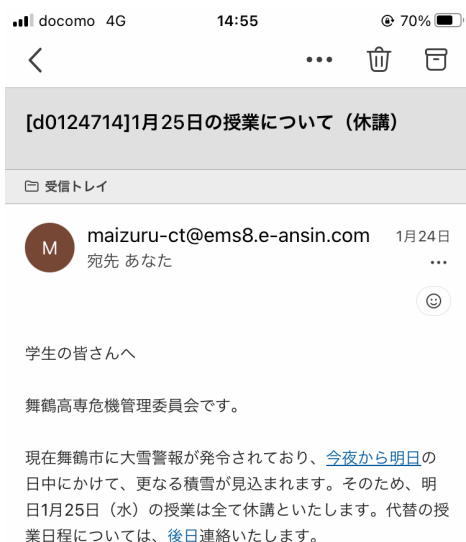 docomo 4G 14:55 70%
[d0124714]1月25日の授業について（休講）
受信トレイ
M
maizuru-ct@ems8.e-ansin.com 1月24日
宛先 あなた
学生の皆さんへ
舞鶴高専危機管理委員会です。
現在舞鶴市に大雪警報が発令されており、今夜から明日の
日中にかけて、更なる積雪が見込まれます。そのため、明
日1月25日（水）の授業は全て休講といたします。代替の授
業日程については、後日連絡いたします。